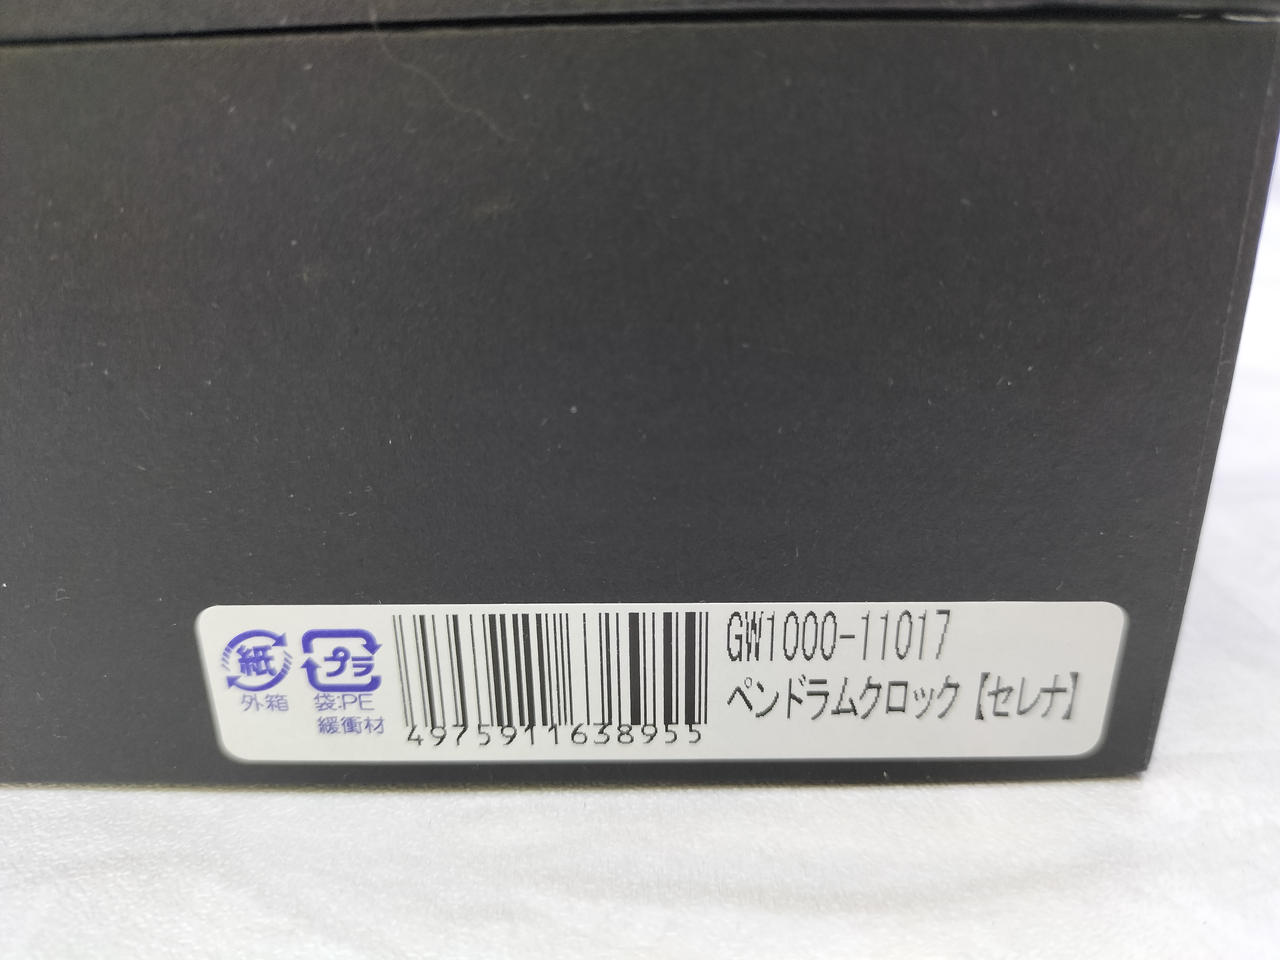 紙 プラ
外箱 袋:PE
緩衝材
4975911638955
GW1000-11017
ペンドラムクロック【セレナ】